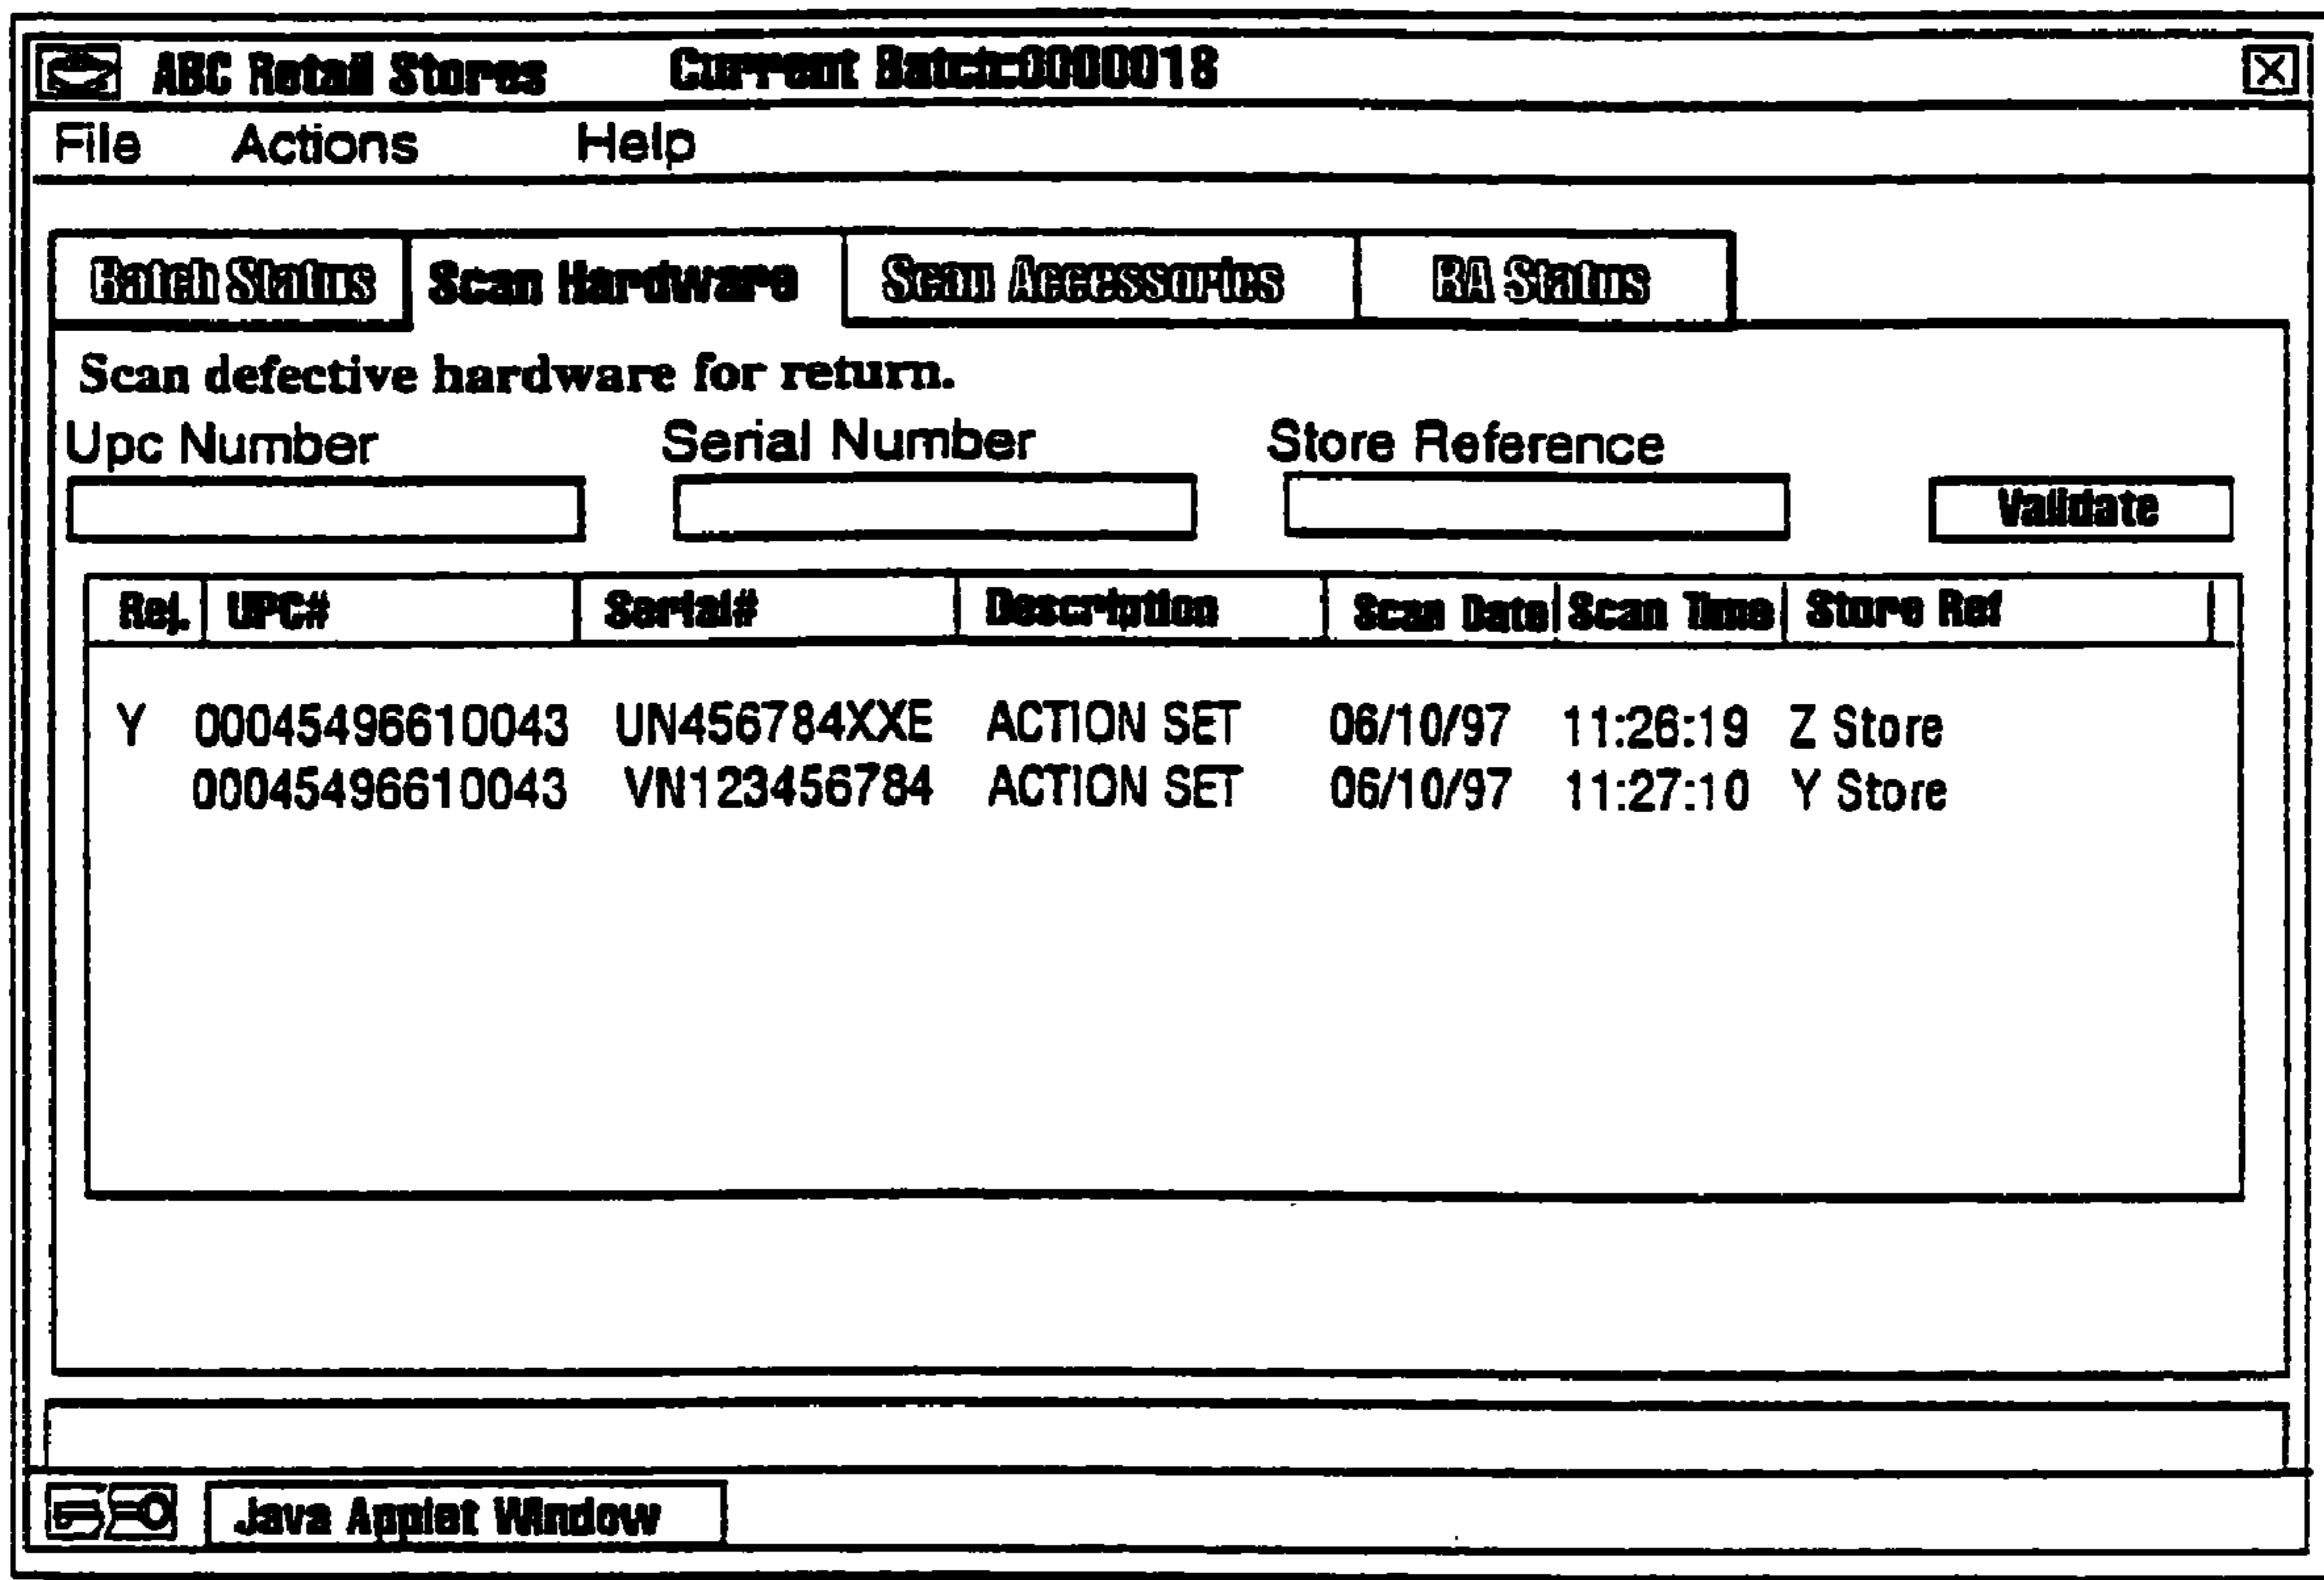 ABC Retail Stores Current Batch:0000018
File Actions Help
Batch Status Scan Hardware Scan Accessories RA Status
Scan defective hardware for return.
Upc Number Serial Number Store Reference
Validate
Rej. UPC# Serial# Description Scan Date Scan Time Store Ref
Y 00045496610043 UN456784XXE ACTION SET 06/10/97 11:26:19 Z Store
00045496610043 VN123456784 ACTION SET 06/10/97 11:27:10 Y Store
Java Applet Window